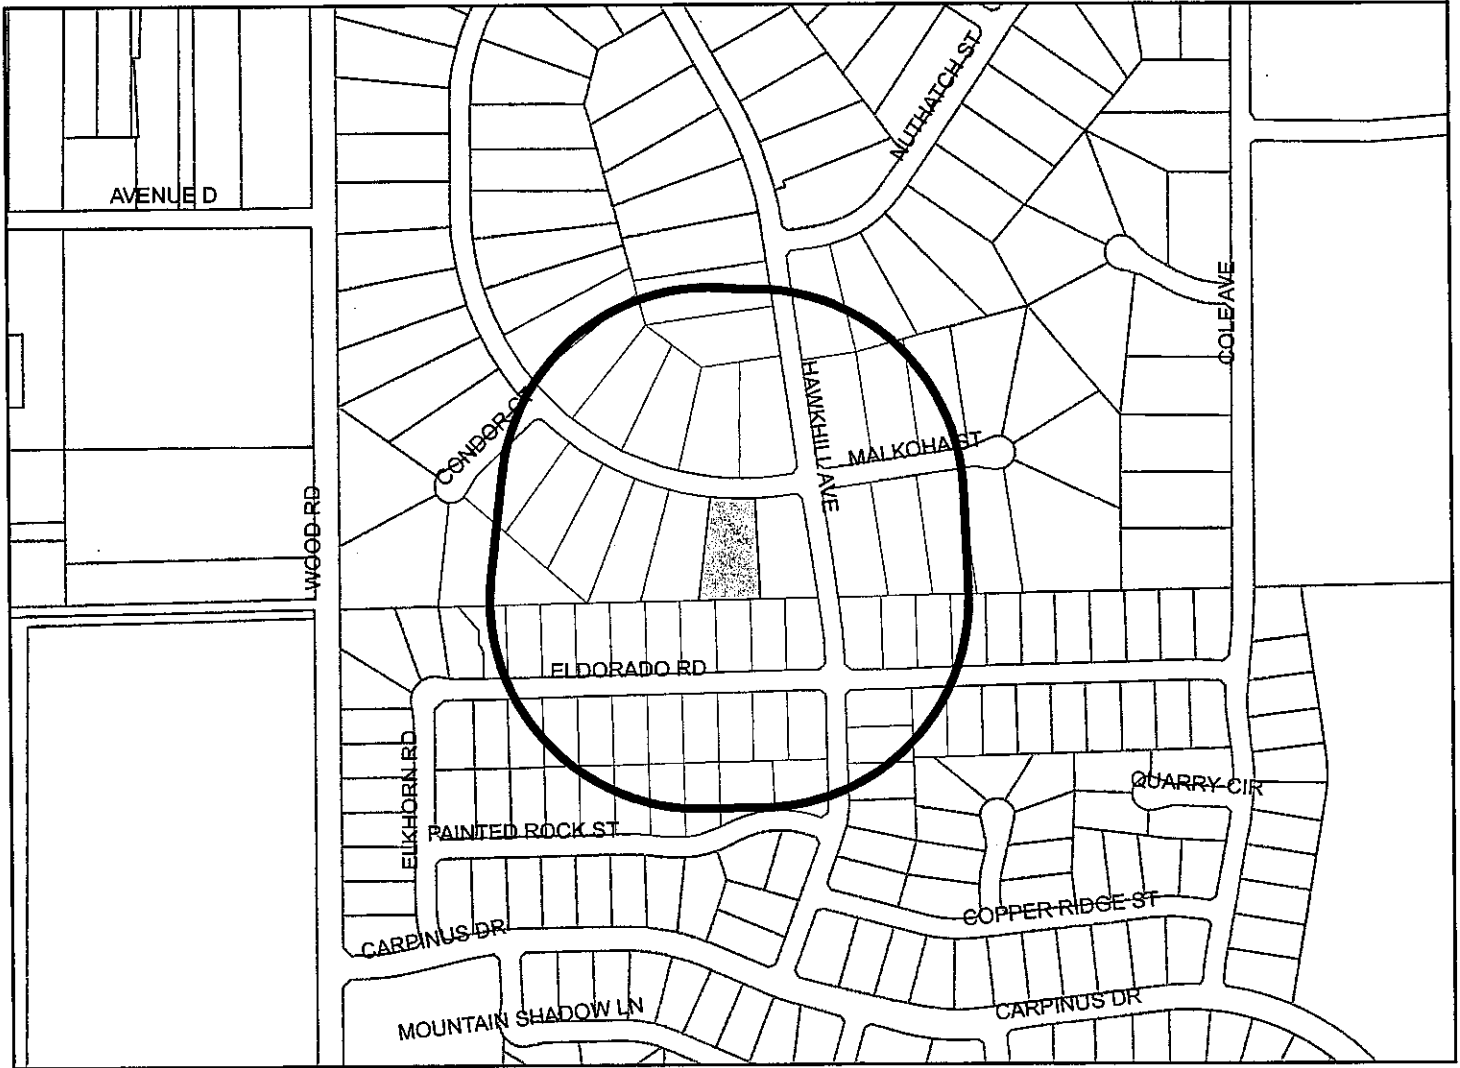 NUTHATCH ST
AVENUE D
COLE AVE
HAWKHILL AVE
CONDOR CT
MALKOHA ST
WOOD RD
ELDORADO RD
ELKHORN RD
QUARRY CIR
PAINTED ROCK ST
COPPER RIDGE ST
CARPINUS DR
CARPINUS DR
MOUNTAIN SHADOW LN